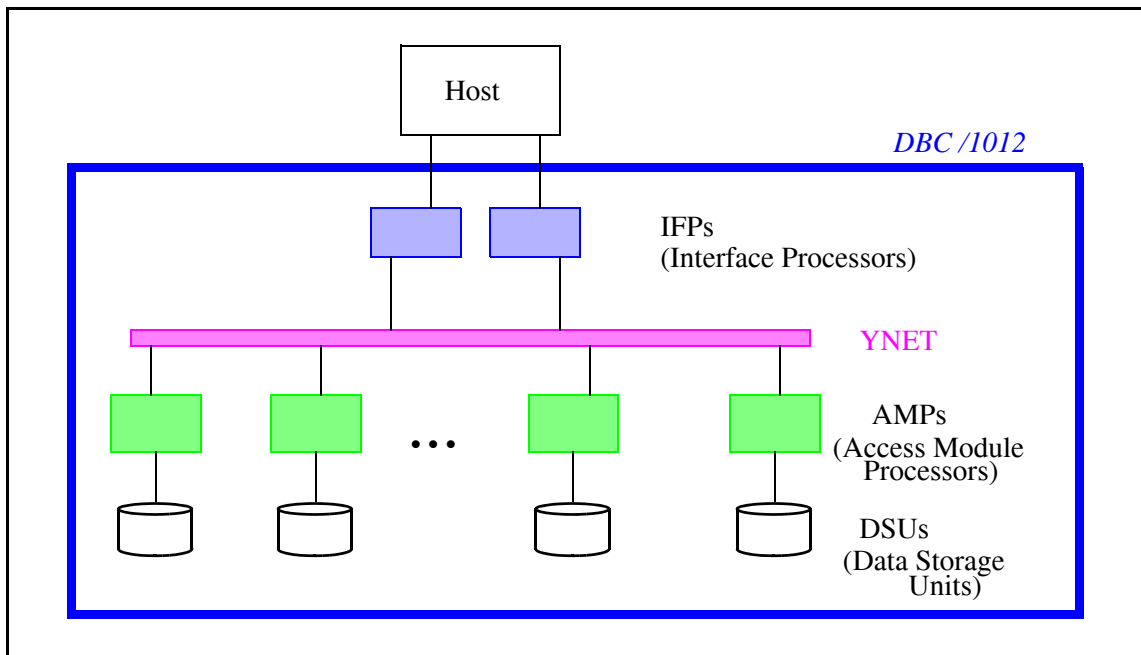 Host
DBC /1012
IFPs
(Interface Processors)
YNET
AMPs
(Access Module
Processors)
...
DSUs
(Data Storage
Units)